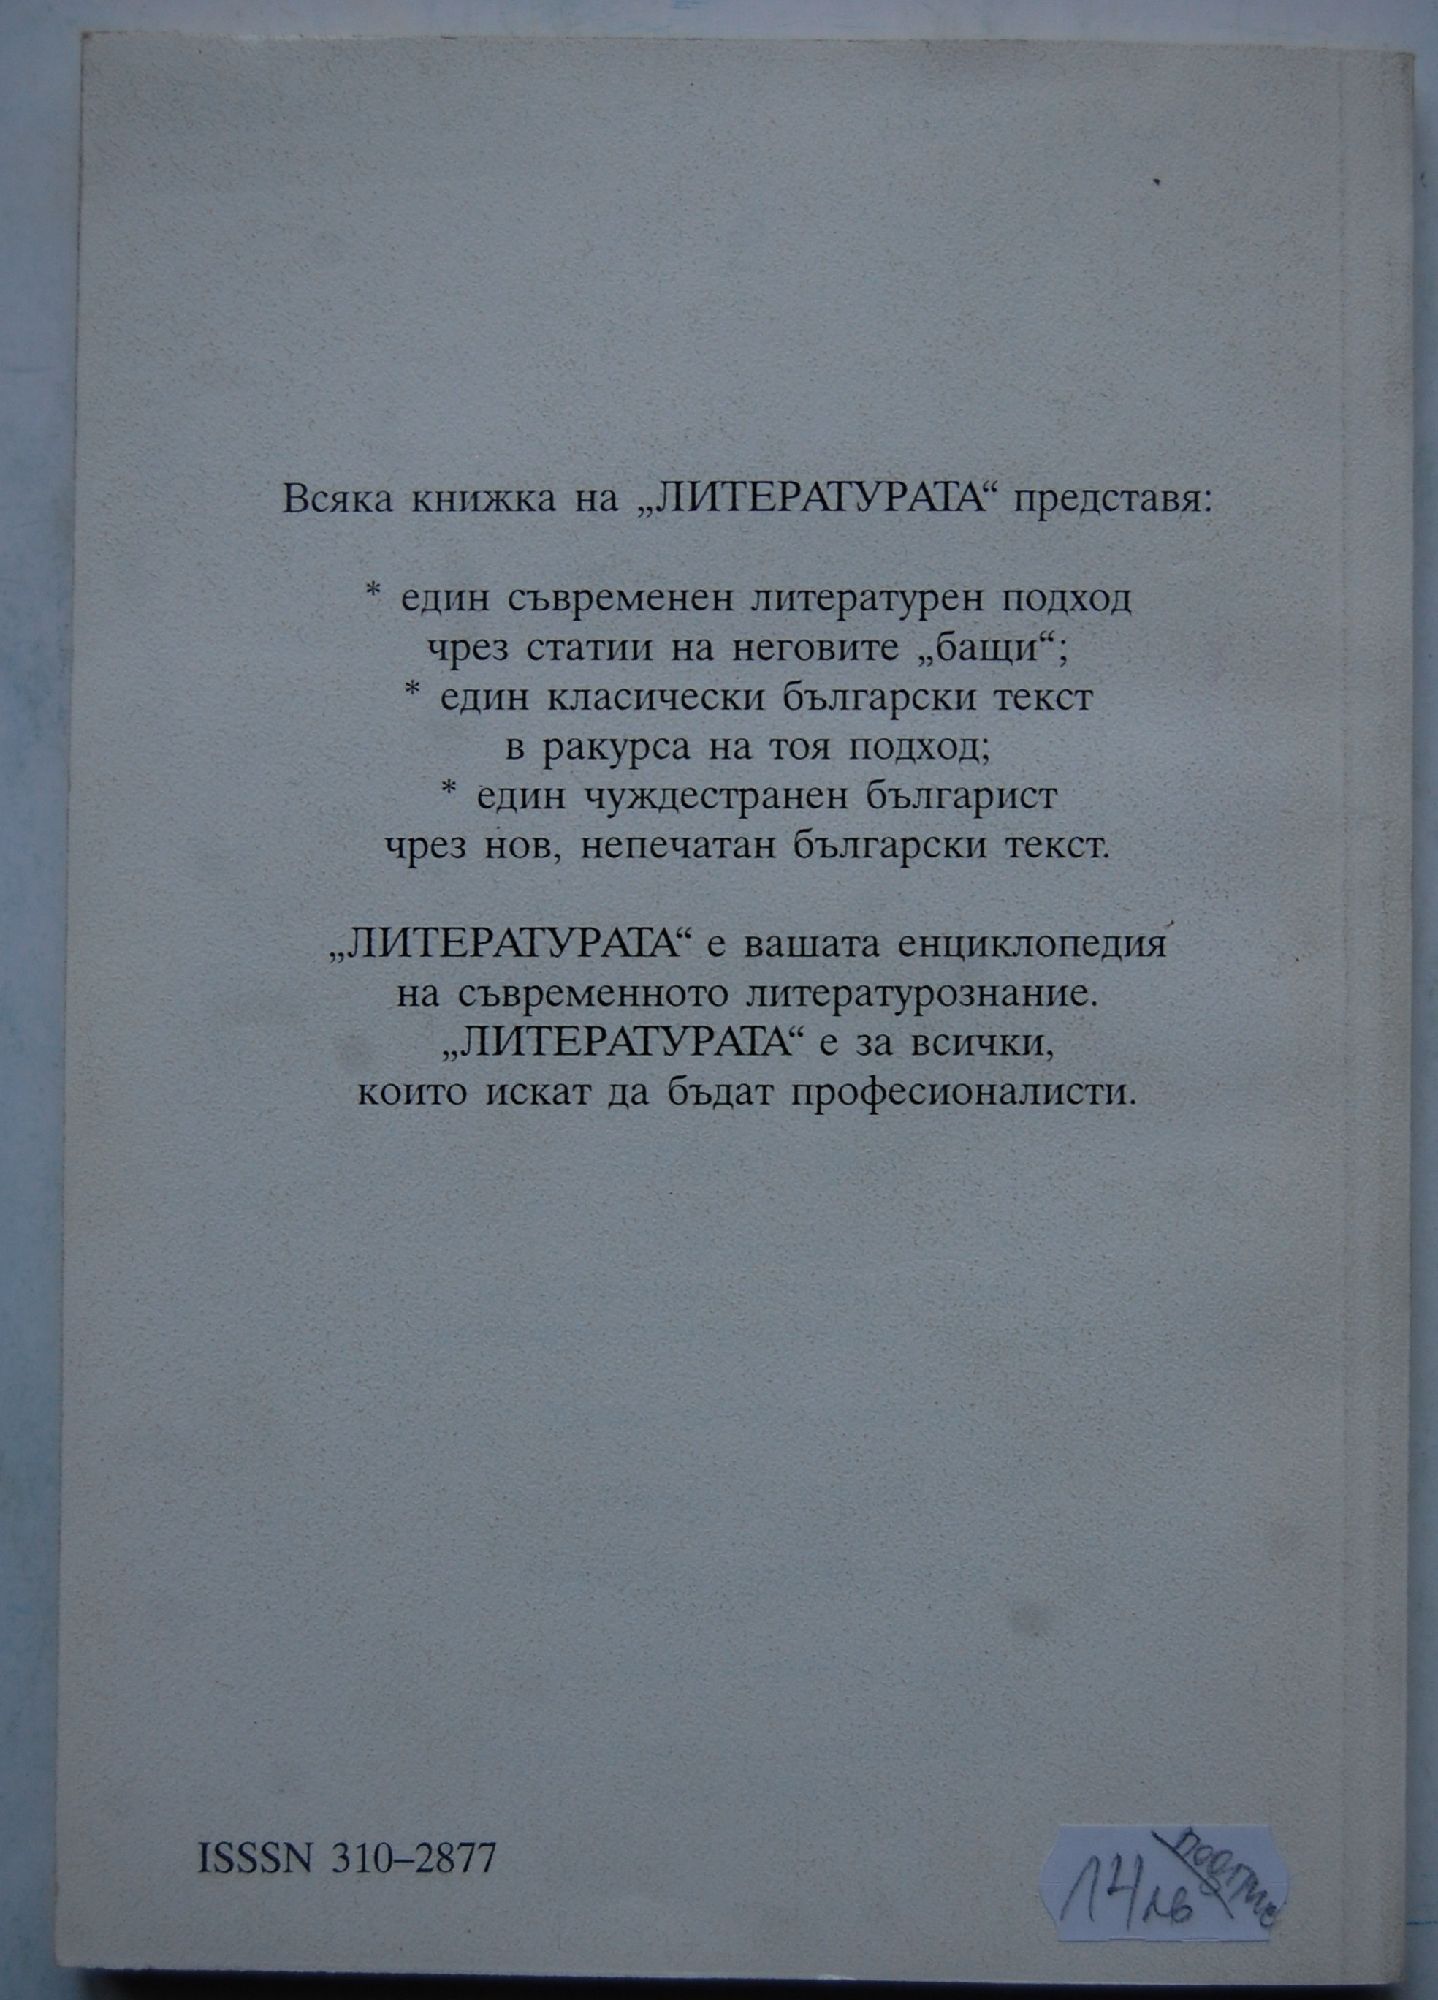 Всяка книжка на „ЛИТЕРАТУРАТА“ представя:
* един съвременен литературен подход
чрез статии на неговите „бащи“;
* един класически български текст
в ракурса на тоя подход;
* един чуждестранен българист
чрез нов, непечатан български текст.
„ЛИТЕРАТУРАТА“ е вашата енциклопедия
на съвременното литературознание.
„ЛИТЕРАТУРАТА“ е за всички,
които искат да бъдат професионалисти.
ISSSN 310–2877
14 лв